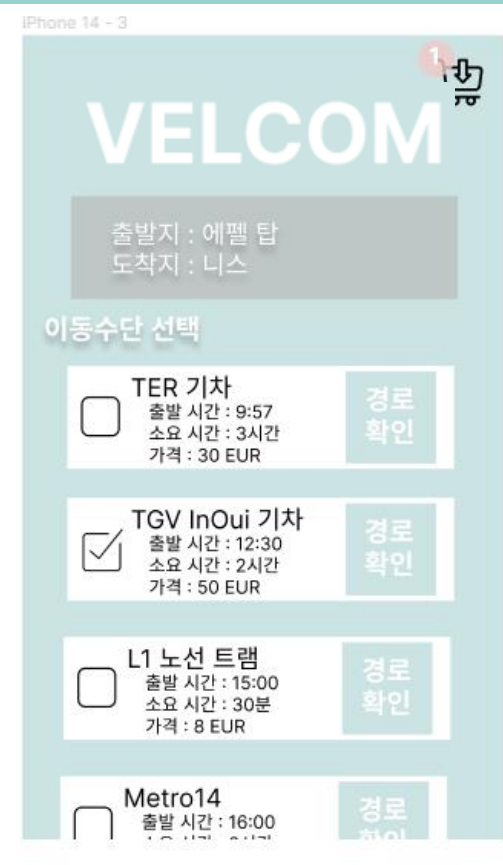 iPhone 14 - 3
1
VELCOM
출발지 : 에펠 탑
도착지 : 니스
이동수단 선택
TER 기차
출발 시간 : 9:57
소요 시간 : 3시간
가격 : 30 EUR
경로
확인
TGV InOui 기차
출발 시간 : 12:30
소요 시간 : 2시간
가격 : 50 EUR
경로
확인
L1 노선 트램
출발 시간 : 15:00
소요 시간 : 30분
가격 : 8 EUR
경로
확인
Metro14
출발 시간 : 16:00
경로